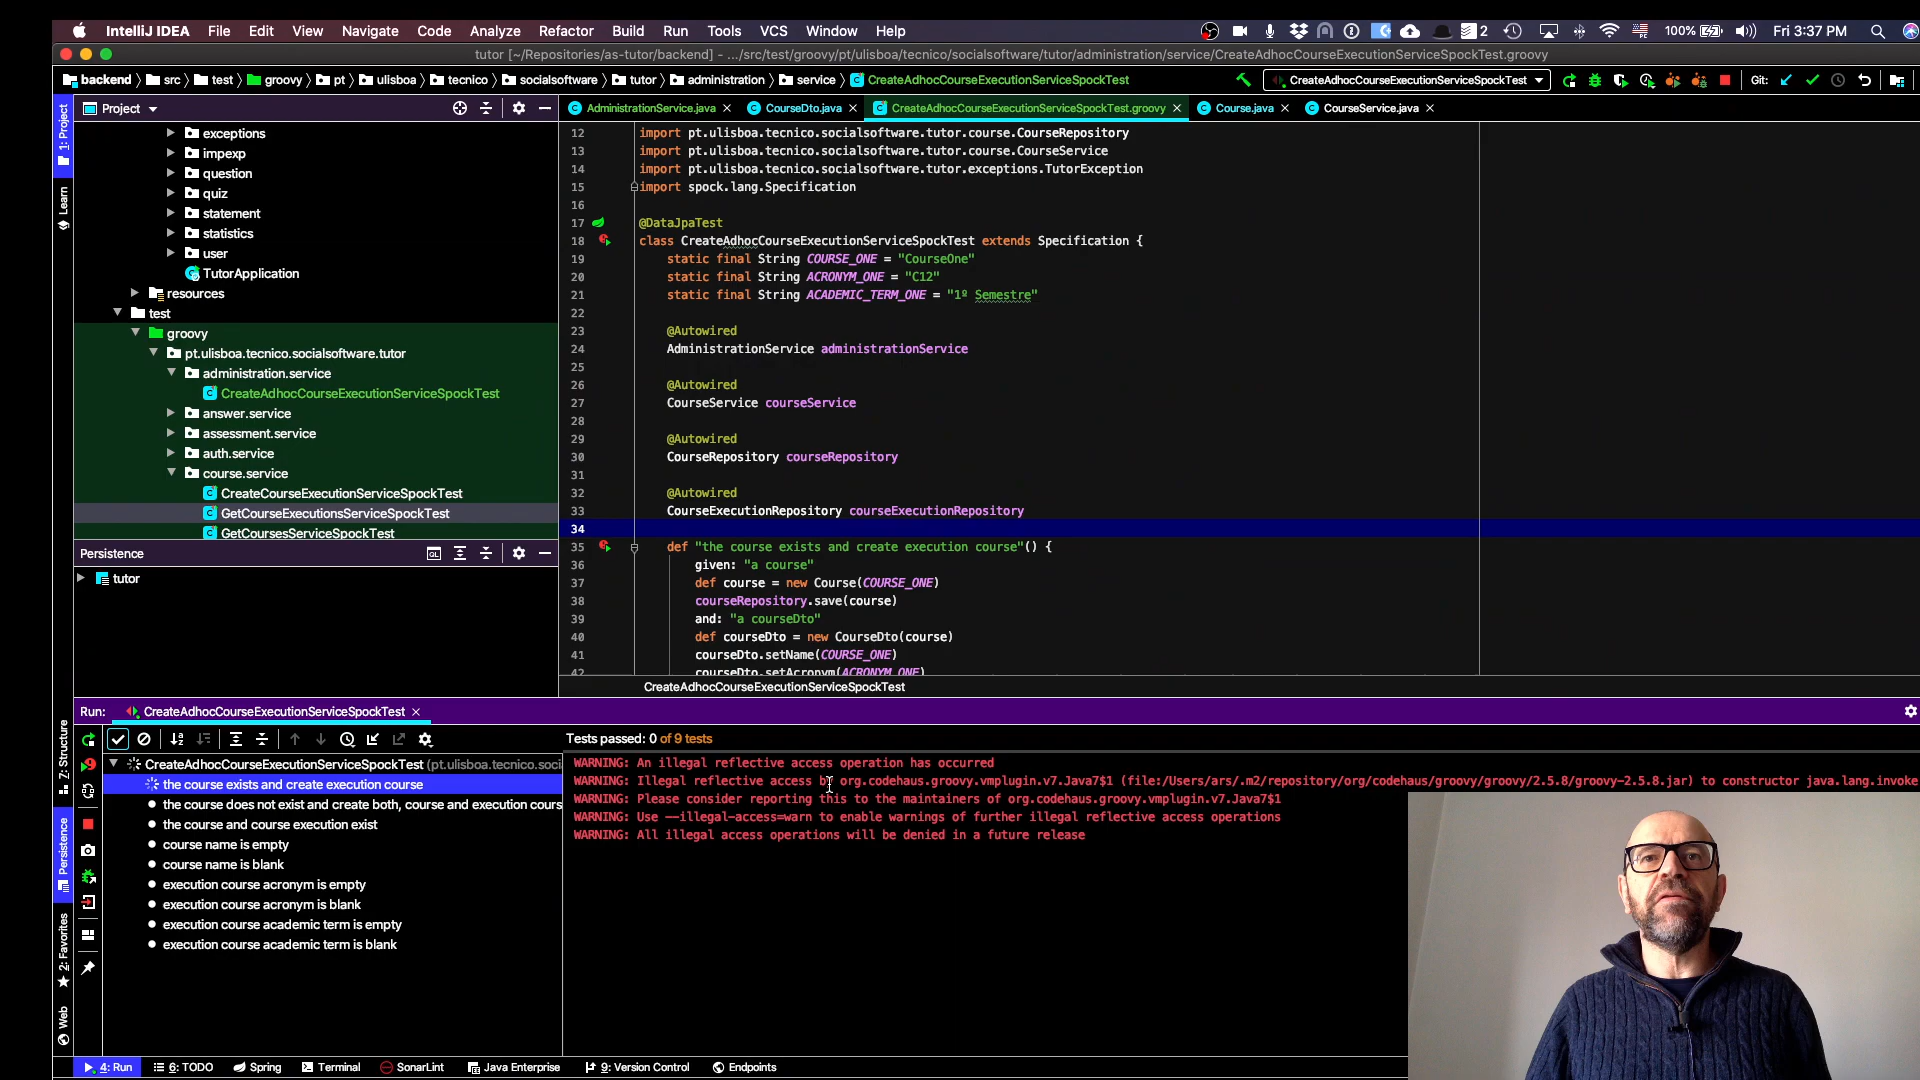 IntelliJ IDEA File Edit View Navigate Code Analyze Refactor Build Run Tools VCS Window Help 2 100% Fri 3:37 PM
tutor [~/Repositories/as-tutor/backend] - .../src/test/groovy/pt/ulisboa/tecnico/socialsoftware/tutor/administration/service/CreateAdhocCourseExecutionServiceSpockTest.groovy
backend src test groovy pt ulisboa tecnico socialsoftware tutor administration service CreateAdhocCourseExecutionServiceSpockTest CreateAdhocCourseExecutionServiceSpockTest Git:
Project
AdministrationService.java CourseDto.java CreateAdhocCourseExecutionServiceSpockTest.groovy Course.java CourseService.java
1: Project
Learn
exceptions
impexp
question
quiz
statement
statistics
user
TutorApplication
resources
test
groovy
pt.ulisboa.tecnico.socialsoftware.tutor
administration.service
CreateAdhocCourseExecutionServiceSpockTest
answer.service
assessment.service
auth.service
course.service
CreateCourseExecutionServiceSpockTest
GetCourseExecutionsServiceSpockTest
GetCoursesServiceSpockTest
Persistence
tutor
12 import pt.ulisboa.tecnico.socialsoftware.tutor.course.CourseRepository
13 import pt.ulisboa.tecnico.socialsoftware.tutor.course.CourseService
14 import pt.ulisboa.tecnico.socialsoftware.tutor.exceptions.TutorException
15 import spock.lang.Specification
16
17 @DataJpaTest
18 class CreateAdhocCourseExecutionServiceSpockTest extends Specification {
19 static final String COURSE_ONE = "CourseOne"
20 static final String ACRONYM_ONE = "C12"
21 static final String ACADEMIC_TERM_ONE = "1º Semestre"
22
23 @Autowired
24 AdministrationService administrationService
25
26 @Autowired
27 CourseService courseService
28
29 @Autowired
30 CourseRepository courseRepository
31
32 @Autowired
33 CourseExecutionRepository courseExecutionRepository
34
35 def "the course exists and create execution course"() {
36 given: "a course"
37 def course = new Course(COURSE_ONE)
38 courseRepository.save(course)
39 and: "a courseDto"
40 def courseDto = new CourseDto(course)
41 courseDto.setName(COURSE_ONE)
42 courseDto.setAcronym(ACRONYM_ONE)
CreateAdhocCourseExecutionServiceSpockTest
Run: CreateAdhocCourseExecutionServiceSpockTest
Z: Structure
Persistence
2: Favorites
Web
Tests passed: 0 of 9 tests
CreateAdhocCourseExecutionServiceSpockTest (pt.ulisboa.tecnico.soci
the course exists and create execution course
the course does not exist and create both, course and execution cours
the course and course execution exist
course name is empty
course name is blank
execution course acronym is empty
execution course acronym is blank
execution course academic term is empty
execution course academic term is blank
WARNING: An illegal reflective access operation has occurred
WARNING: Illegal reflective access by org.codehaus.groovy.vmplugin.v7.Java7$1 (file:/Users/ars/.m2/repository/org/codehaus/groovy/groovy/2.5.8/groovy-2.5.8.jar) to constructor java.lang.invoke
WARNING: Please consider reporting this to the maintainers of org.codehaus.groovy.vmplugin.v7.Java7$1
WARNING: Use --illegal-access=warn to enable warnings of further illegal reflective access operations
WARNING: All illegal access operations will be denied in a future release
4: Run 6: TODO Spring Terminal SonarLint Java Enterprise 9: Version Control Endpoints